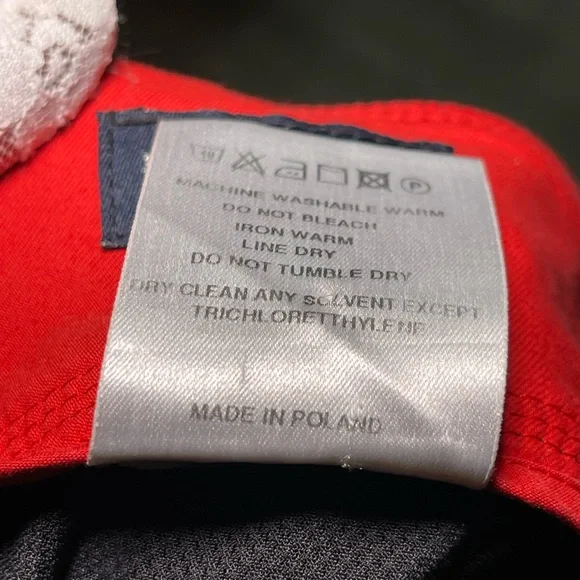 P
MACHINE WASHABLE WARM
DO NOT BLEACH
IRON WARM
LINE DRY
DO NOT TUMBLE DRY
DRY CLEAN ANY SOLVENT EXCEPT
TRICHLORETTHYLENE
MADE IN POLAND